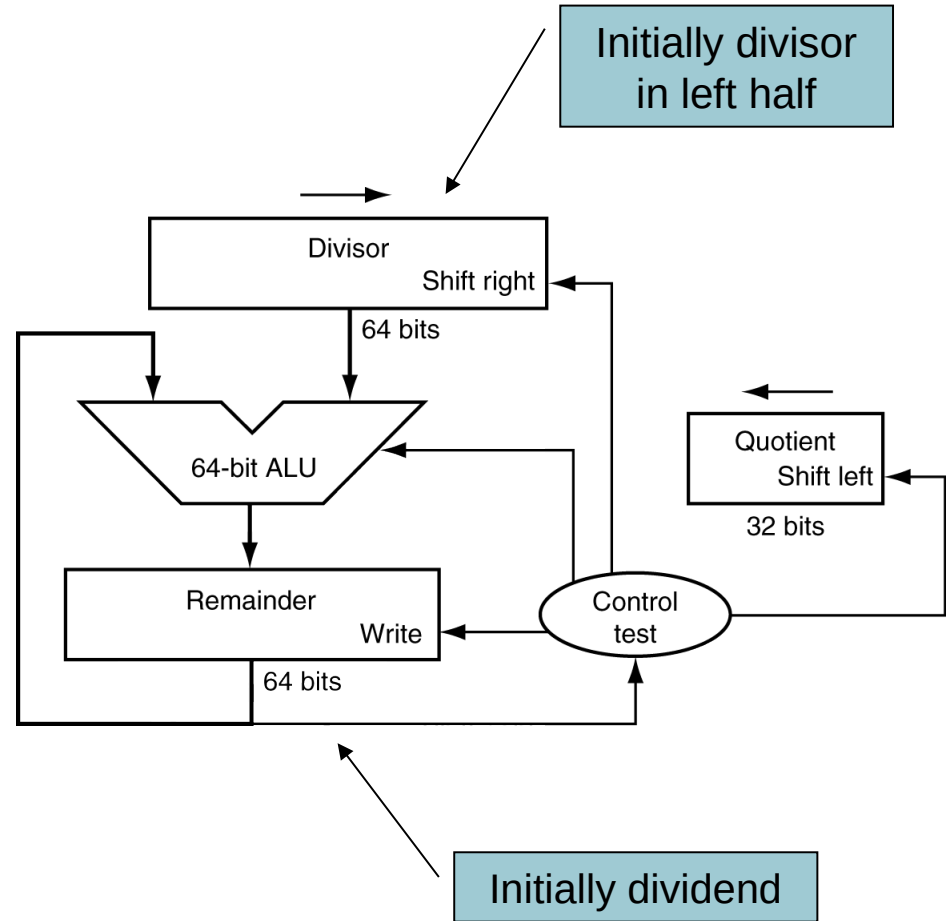 Initially divisor
in left half
Divisor
Shift right
64 bits
64-bit ALU
Quotient
Shift left
32 bits
Remainder
Write
64 bits
Control
test
Initially dividend